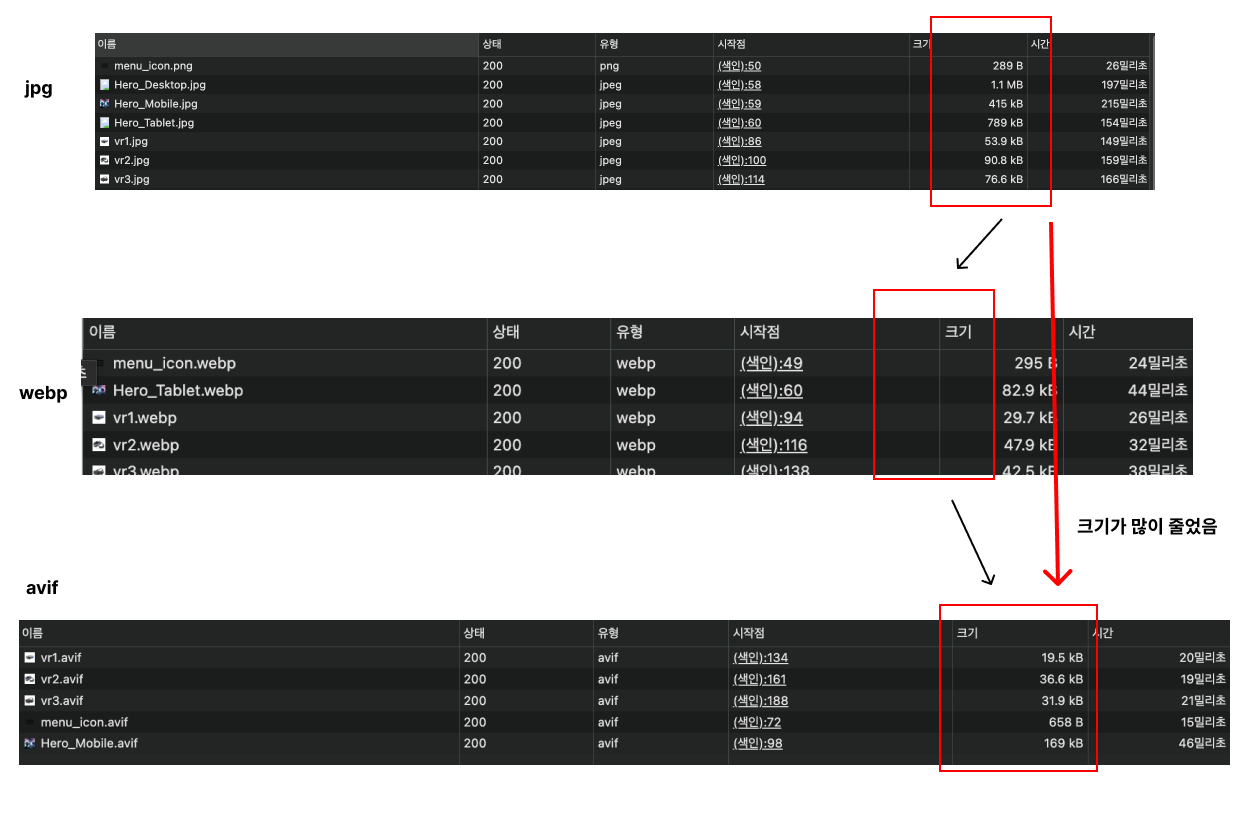 jpg
이름 상태 유형 시작점 크기 시간
menu_icon.png 200 png (색인):50 289 B 26밀리초
Hero_Desktop.jpg 200 jpeg (색인):58 1.1 MB 197밀리초
Hero_Mobile.jpg 200 jpeg (색인):59 415 kB 215밀리초
Hero_Tablet.jpg 200 jpeg (색인):60 789 kB 154밀리초
vr1.jpg 200 jpeg (색인):86 53.9 kB 149밀리초
vr2.jpg 200 jpeg (색인):100 90.8 kB 159밀리초
vr3.jpg 200 jpeg (색인):114 76.6 kB 166밀리초
webp
이름 상태 유형 시작점 크기 시간
menu_icon.webp 200 webp (색인):49 295 B 24밀리초
Hero_Tablet.webp 200 webp (색인):60 82.9 kB 44밀리초
vr1.webp 200 webp (색인):94 29.7 kB 26밀리초
vr2.webp 200 webp (색인):116 47.9 kB 32밀리초
vr3.webp 200 webp (색인):138 42.5 kB 38밀리초
크기가 많이 줄었음
avif
이름 상태 유형 시작점 크기 시간
vr1.avif 200 avif (색인):134 19.5 kB 20밀리초
vr2.avif 200 avif (색인):161 36.6 kB 19밀리초
vr3.avif 200 avif (색인):188 31.9 kB 21밀리초
menu_icon.avif 200 avif (색인):72 658 B 15밀리초
Hero_Mobile.avif 200 avif (색인):98 169 kB 46밀리초